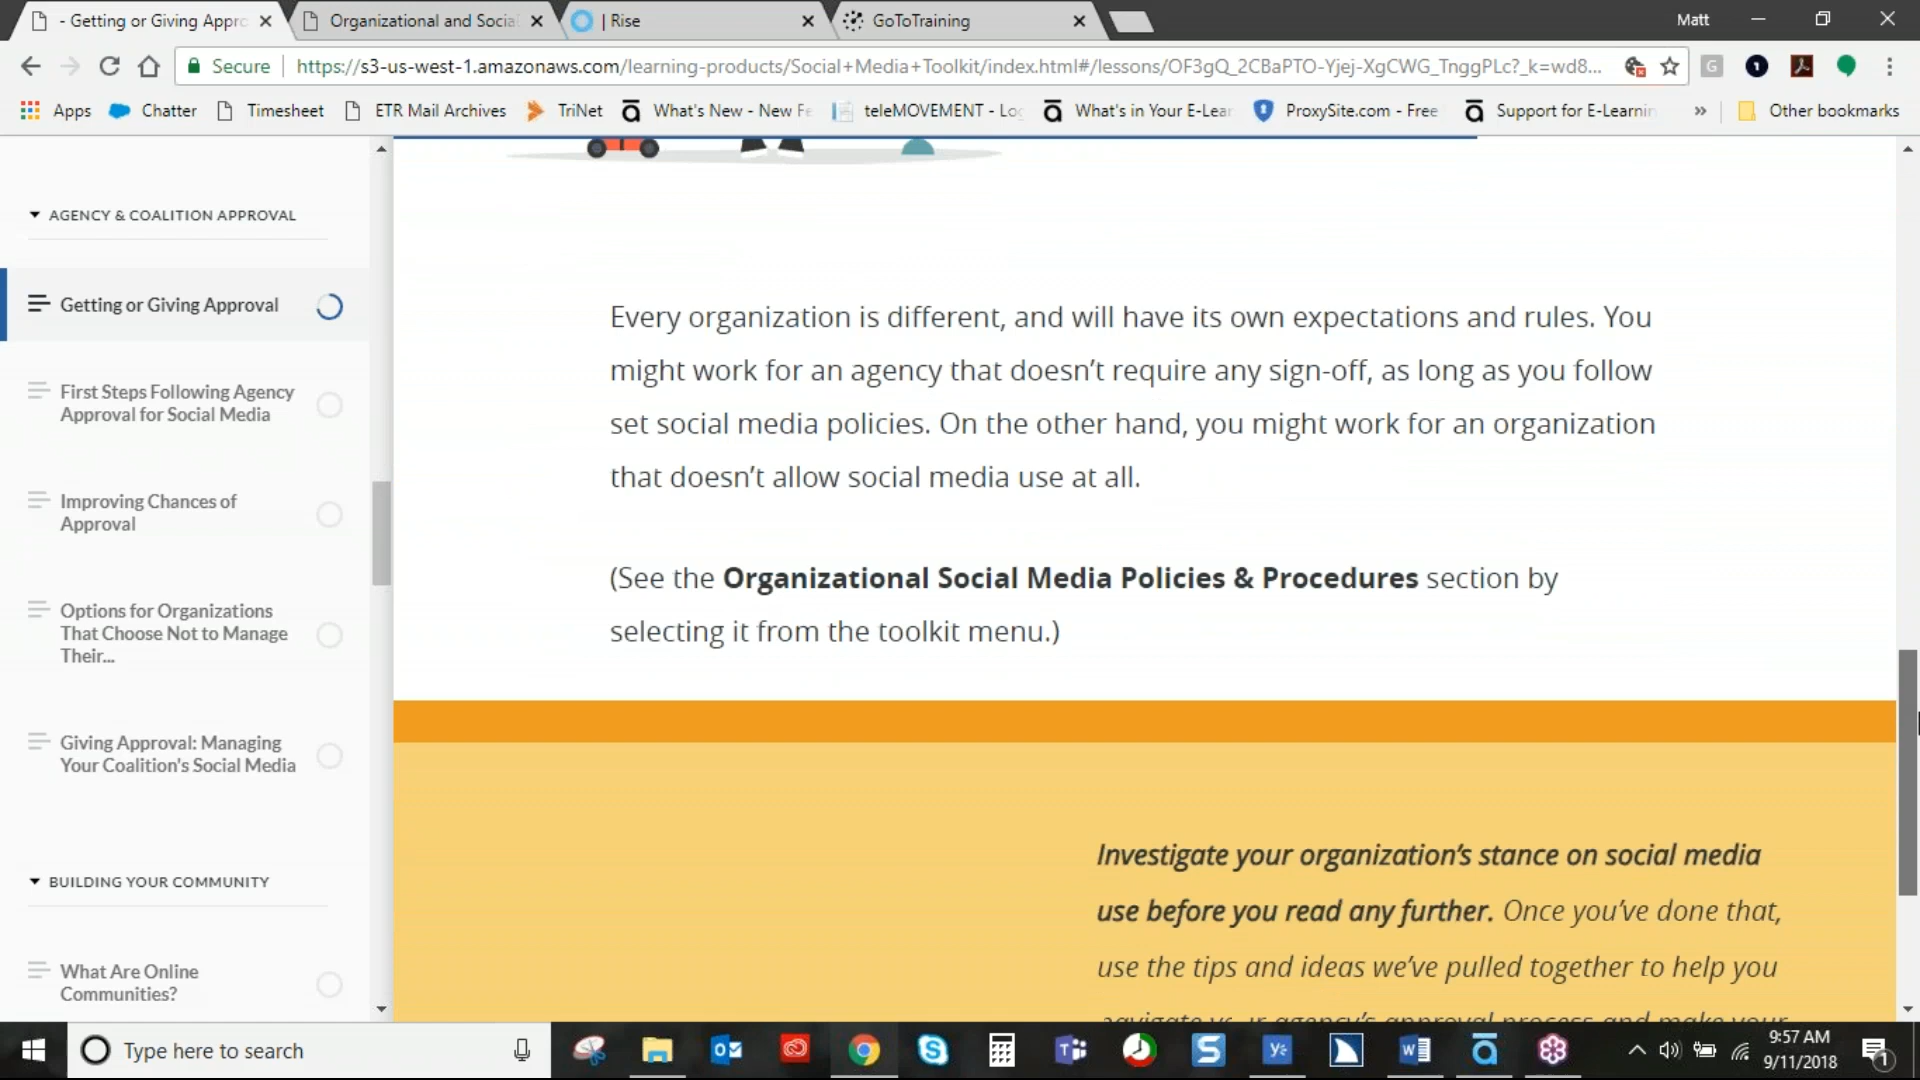 - Getting or Giving Appro
Organizational and Social
| Rise
GoToTraining
Matt
Secure
https://s3-us-west-1.amazonaws.com/learning-products/Social+Media+Toolkit/index.html#/lessons/OF3gQ_2CBaPTO-Yjej-XgCWG_TnggPLc?_k=wd8...
Apps
Chatter
Timesheet
ETR Mail Archives
TriNet
What's New - New Fe
teleMOVEMENT - Log
What's in Your E-Lear
ProxySite.com - Free
Support for E-Learnin
»
Other bookmarks
AGENCY & COALITION APPROVAL
Getting or Giving Approval
First Steps Following Agency
Approval for Social Media
Improving Chances of
Approval
Options for Organizations
That Choose Not to Manage
Their...
Giving Approval: Managing
Your Coalition's Social Media
BUILDING YOUR COMMUNITY
What Are Online
Communities?
Every organization is different, and will have its own expectations and rules. You
might work for an agency that doesn’t require any sign-off, as long as you follow
set social media policies. On the other hand, you might work for an organization
that doesn’t allow social media use at all.
(See the Organizational Social Media Policies & Procedures section by
selecting it from the toolkit menu.)
Investigate your organization’s stance on social media
use before you read any further. Once you’ve done that,
use the tips and ideas we’ve pulled together to help you
agency’s approval process and make your
Type here to search
9:57 AM
9/11/2018
1